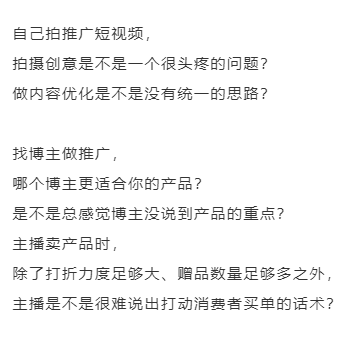 自己拍推广短视频，
拍摄创意是不是一个很头疼的问题？
做内容优化是不是没有统一的思路？
找博主做推广，
哪个博主更适合你的产品？
是不是总感觉博主没说到产品的重点？
主播卖产品时，
除了打折力度足够大、赠品数量足够多之外，
主播是不是很难说出打动消费者买单的话术？